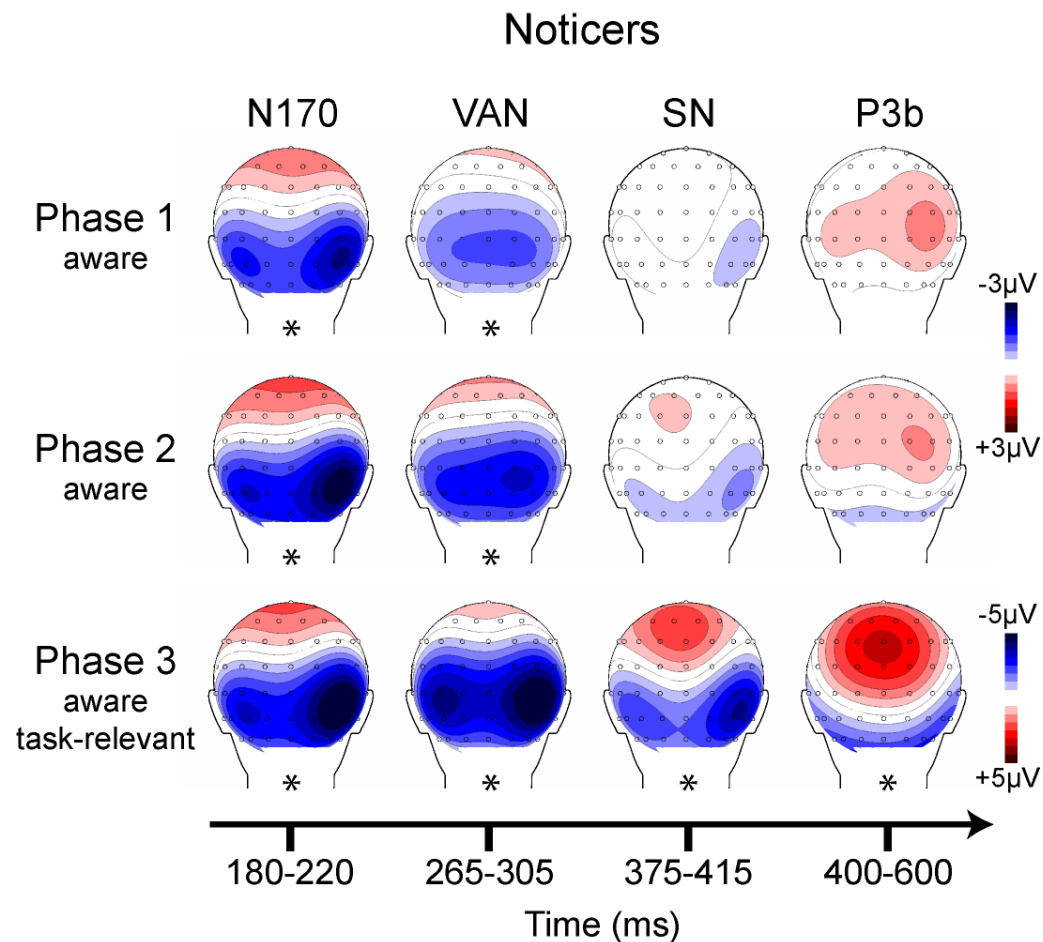 Noticers
N170 VAN SN P3b
Phase 1
aware
*
*
-3µV
+3µV
Phase 2
aware
*
*
Phase 3
aware
task-relevant
*
*
*
*
-5µV
+5µV
180-220 265-305 375-415 400-600
Time (ms)